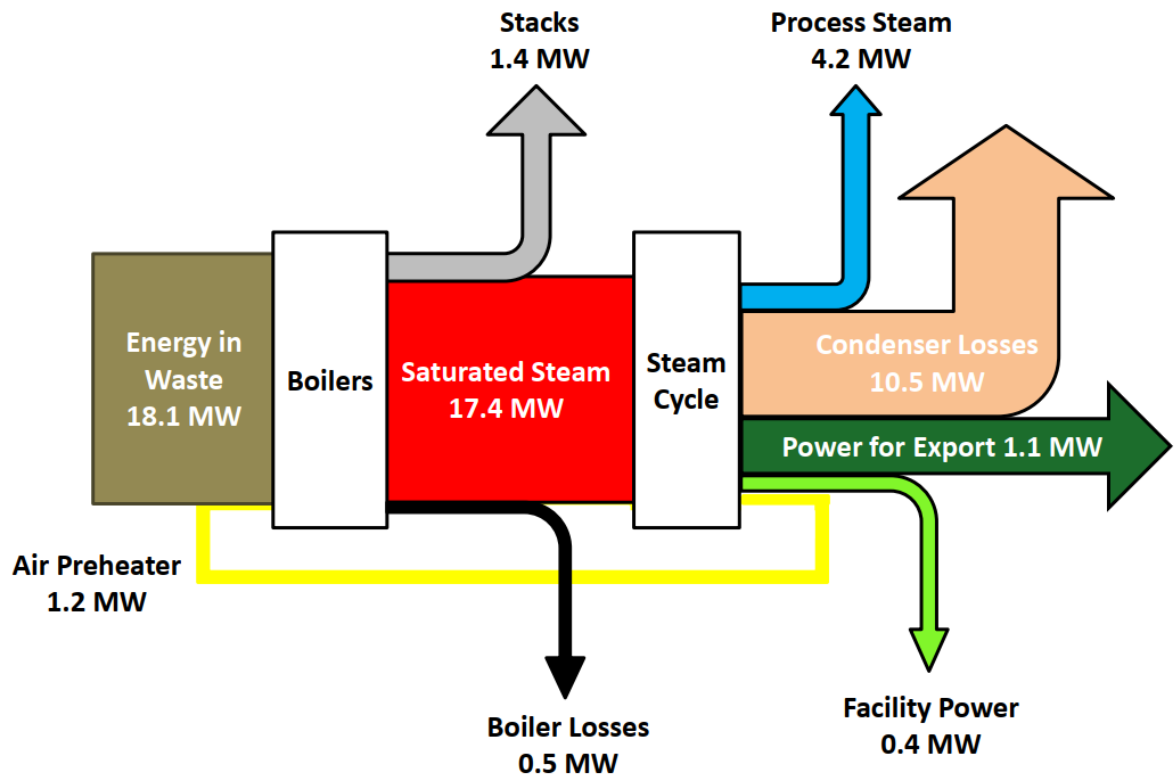 Stacks
1.4 MW
Process Steam
4.2 MW
Energy in
Waste
18.1 MW
Boilers
Saturated Steam
17.4 MW
Steam
Cycle
Condenser Losses
10.5 MW
Power for Export 1.1 MW
Air Preheater
1.2 MW
Boiler Losses
0.5 MW
Facility Power
0.4 MW